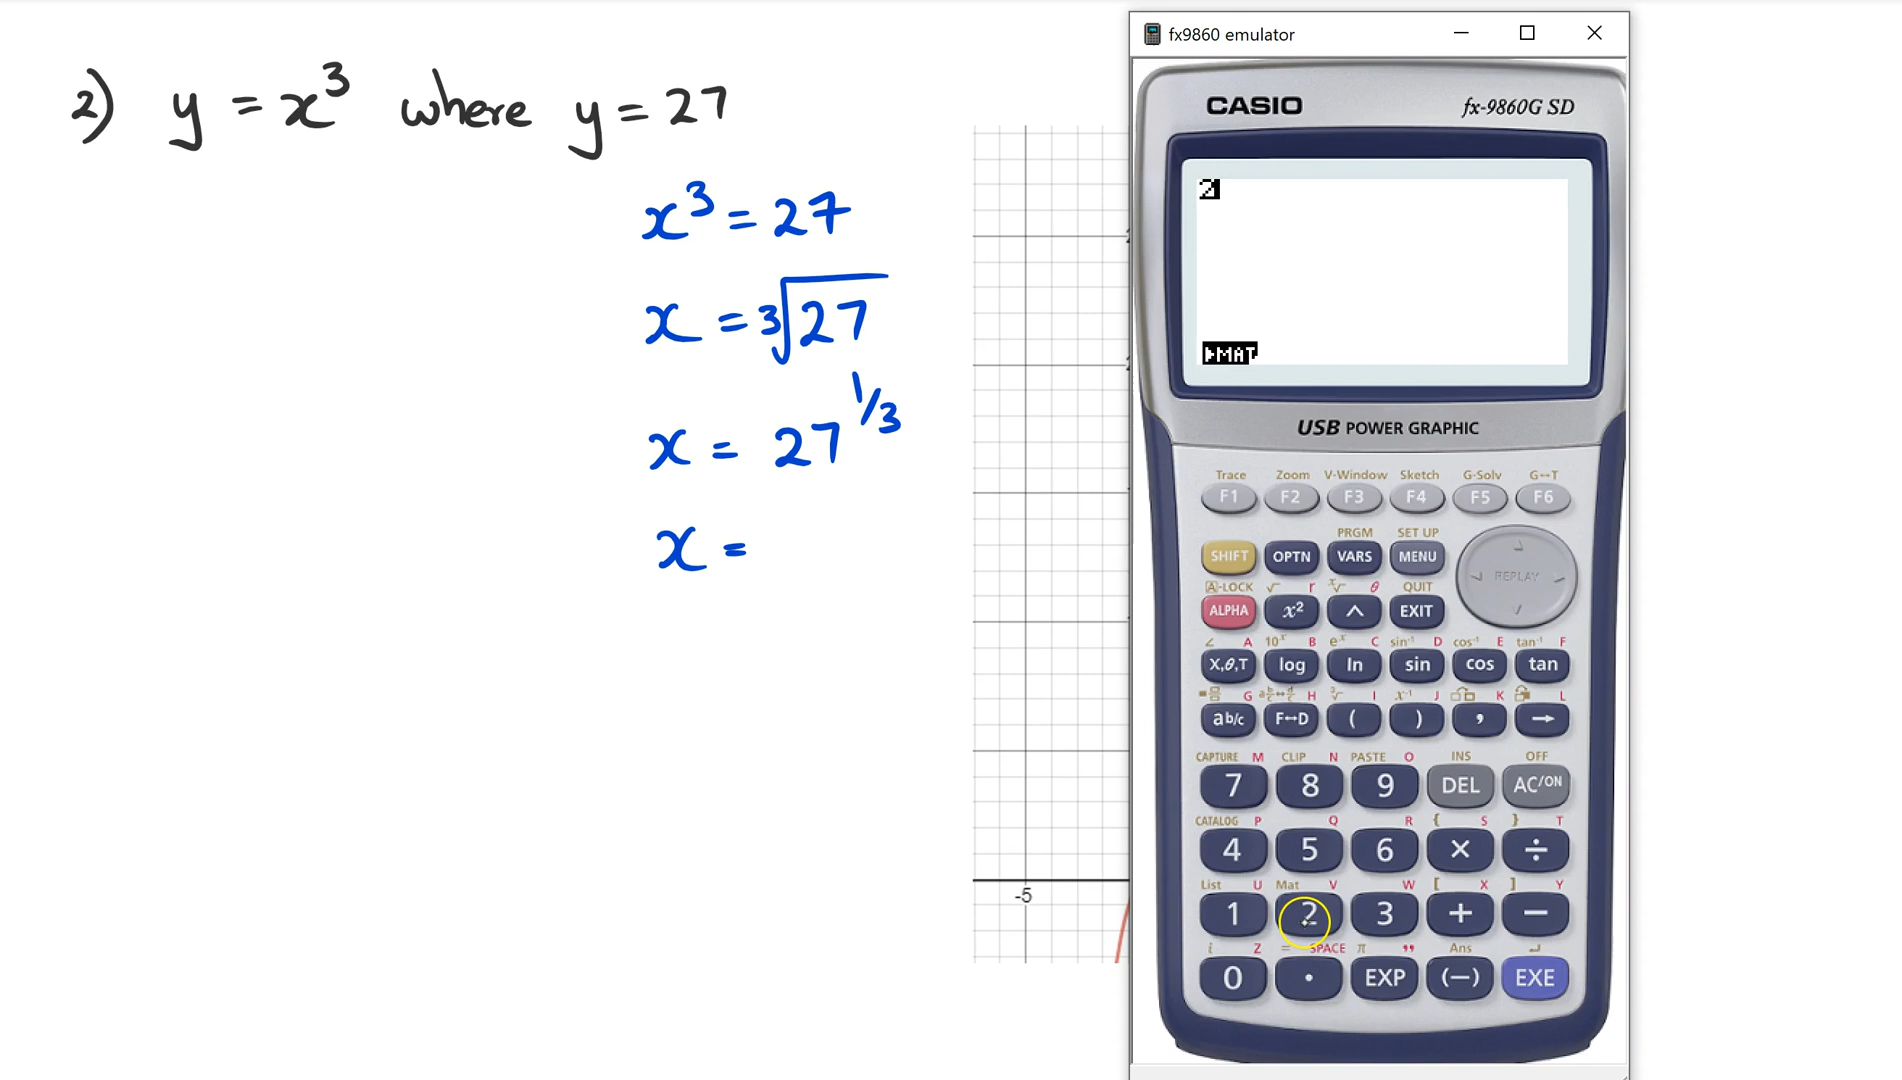 2) y = x³ where y = 27
x³ = 27
x = ³√27
x = 27^1/3
x =
-5
fx9860 emulator
CASIO fx-9860G SD
2
▶MAT
USB POWER GRAPHIC
Trace Zoom V-Window Sketch G-Solv G↔T
F1 F2 F3 F4 F5 F6
PRGM SET UP
SHIFT OPTN VARS MENU
REPLAY
A-LOCK √ r ˣ√ θ QUIT
ALPHA x² ^ EXIT
∠ A 10ˣ B eˣ C sin⁻¹ D cos⁻¹ E tan⁻¹ F
X,θ,T log ln sin cos tan
G a b/c↔d/c H ³√ I x⁻¹ J K L
a b/c F↔D ( ) , →
CAPTURE M CLIP N PASTE O INS OFF
7 8 9 DEL AC/ON
CATALOG P Q R { S } T
4 5 6 × ÷
List U Mat V W [ X ] Y
1 2 3 + −
i Z = SPACE π " Ans ↵
0 • EXP (−) EXE